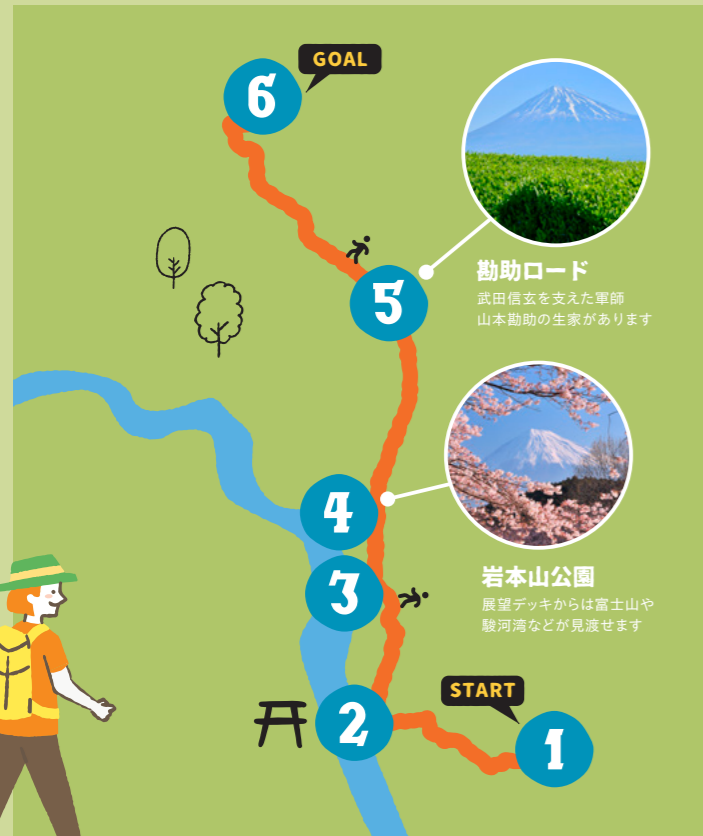 GOAL
6
勘助ロード
武田信玄を支えた軍師
山本勘助の生家があります
5
4
岩本山公園
展望デッキからは富士山や
駿河湾などが見渡せます
3
START
2
1